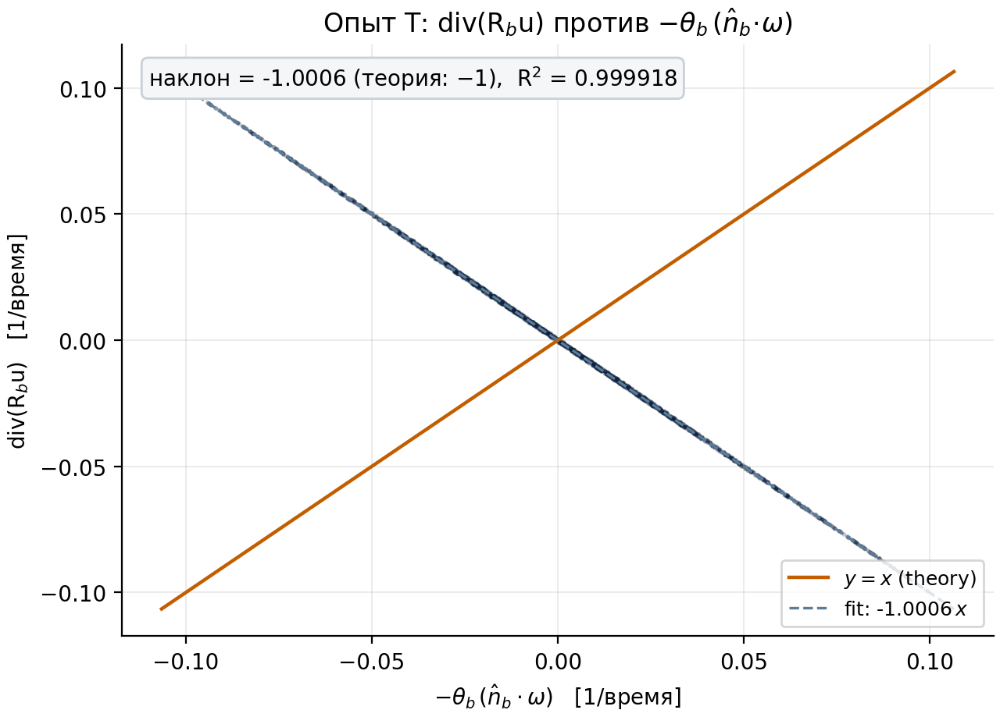 Опыт T: div(R_b u) против −θ_b (n̂_b·ω)
наклон = -1.0006 (теория: −1), R² = 0.999918
div(R_b u) [1/время]
0.10
0.05
0.00
−0.05
−0.10
y = x (theory)
fit: -1.0006 x
−0.10 −0.05 0.00 0.05 0.10
−θ_b (n̂_b · ω) [1/время]